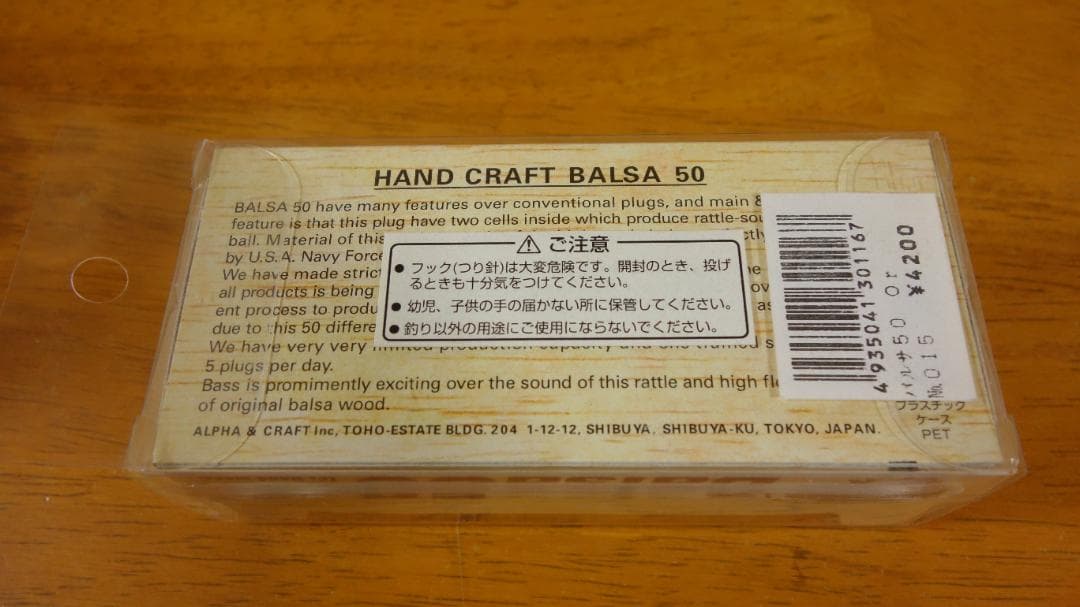 HAND CRAFT BALSA 50
BALSA 50 have many features over conventional plugs, and main &
feature is that this plug have two cells inside which produce rattle-sou
ball. Material of this
by U.S.A. Navy Force
We have made strict
all products is being
ent process to produ
due to this 50 differe
We have very very limited production capacity and one trained s
5 plugs per day.
Bass is promimently exciting over the sound of this rattle and high flo
of original balsa wood.
ALPHA & CRAFT Inc, TOHO-ESTATE BLDG. 204 1-12-12, SHIBUYA, SHIBUYA-KU, TOKYO, JAPAN.
⚠ ご注意
● フック(つり針)は大変危険です。開封のとき、投げ
るときも十分気をつけてください。
● 幼児、子供の手の届かない所に保管してください。
● 釣り以外の用途にご使用にならないでください。
4935041301167
バルサ50 or
No.015 ¥4200
プラスチック
ケース
PET